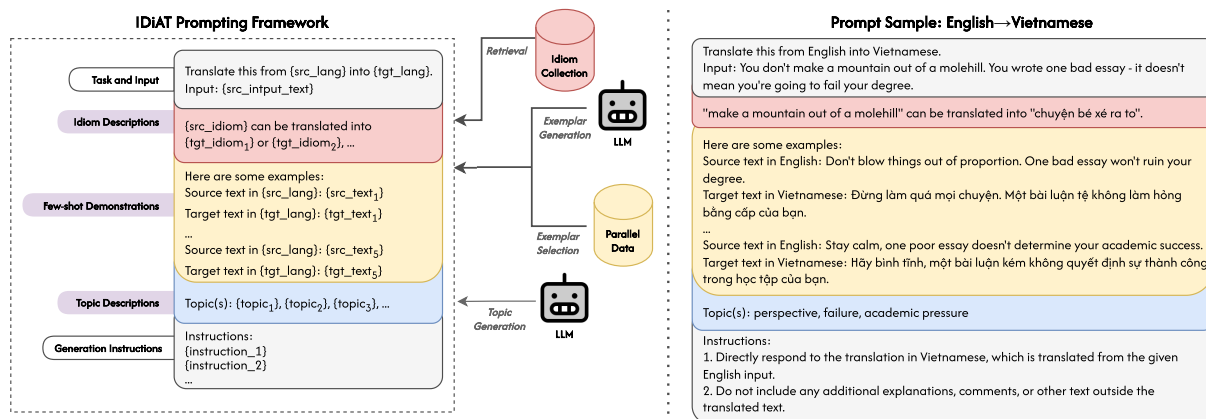 IDiAT Prompting Framework
Task and Input
Idiom Descriptions
Few-shot Demonstrations
Topic Descriptions
Generation Instructions
Translate this from {src_lang} into {tgt_lang}.
Input: {src_intput_text}
{src_idiom} can be translated into
{tgt_idiom1} or {tgt_idiom2}, ...
Here are some examples:
Source text in {src_lang}: {src_text1}
Target text in {tgt_lang}: {tgt_text1}
...
Source text in {src_lang}: {src_text5}
Target text in {tgt_lang}: {tgt_text5}
Topic(s): {topic1}, {topic2}, {topic3}, ...
Instructions:
{instruction_1}
{instruction_2}
...
Retrieval
Idiom
Collection
Exemplar
Generation
LLM
Exemplar
Selection
Parallel
Data
Topic
Generation
LLM
Prompt Sample: English→Vietnamese
Translate this from English into Vietnamese.
Input: You don't make a mountain out of a molehill. You wrote one bad essay - it doesn't
mean you're going to fail your degree.
"make a mountain out of a molehill" can be translated into "chuyện bé xé ra to".
Here are some examples:
Source text in English: Don't blow things out of proportion. One bad essay won't ruin your
degree.
Target text in Vietnamese: Đừng làm quá mọi chuyện. Một bài luận tệ không làm hỏng
bằng cấp của bạn.
...
Source text in English: Stay calm, one poor essay doesn't determine your academic success.
Target text in Vietnamese: Hãy bình tĩnh, một bài luận kém không quyết định sự thành công
trong học tập của bạn.
Topic(s): perspective, failure, academic pressure
Instructions:
1. Directly respond to the translation in Vietnamese, which is translated from the given
English input.
2. Do not include any additional explanations, comments, or other text outside the
translated text.